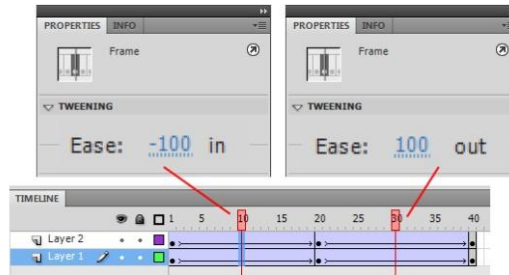 PROPERTIES INFO
Frame
TWEENING
Ease: -100 in
PROPERTIES INFO
Frame
TWEENING
Ease: 100 out
TIMELINE
1 5 10 15 20 25 30 35 40
Layer 2
Layer 1